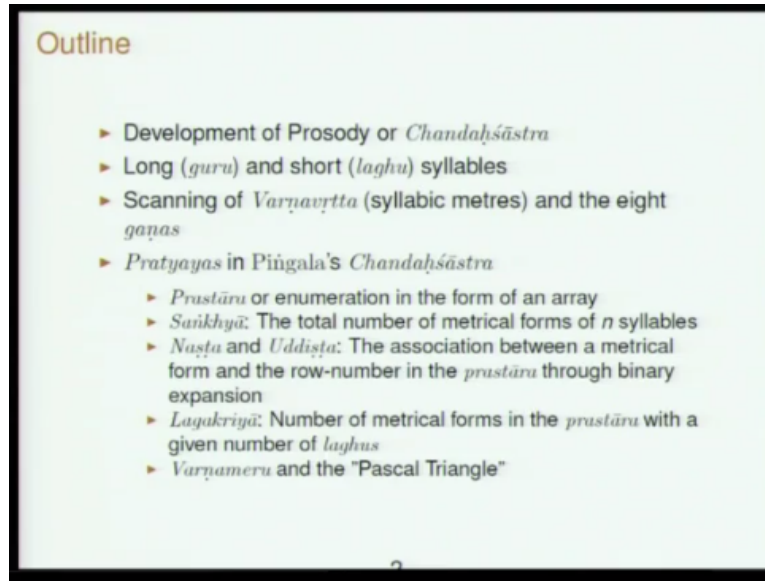 Outline
► Development of Prosody or Chandaḥśāstra
► Long (guru) and short (laghu) syllables
► Scanning of Varṇavṛtta (syllabic metres) and the eight
gaṇas
► Pratyayas in Piṅgala's Chandaḥśāstra
► Prastāra or enumeration in the form of an array
► Saṅkhyā: The total number of metrical forms of n syllables
► Naṣṭa and Uddiṣṭa: The association between a metrical
form and the row-number in the prastāra through binary
expansion
► Lagakriyā: Number of metrical forms in the prastāra with a
given number of laghus
► Varṇameru and the "Pascal Triangle"